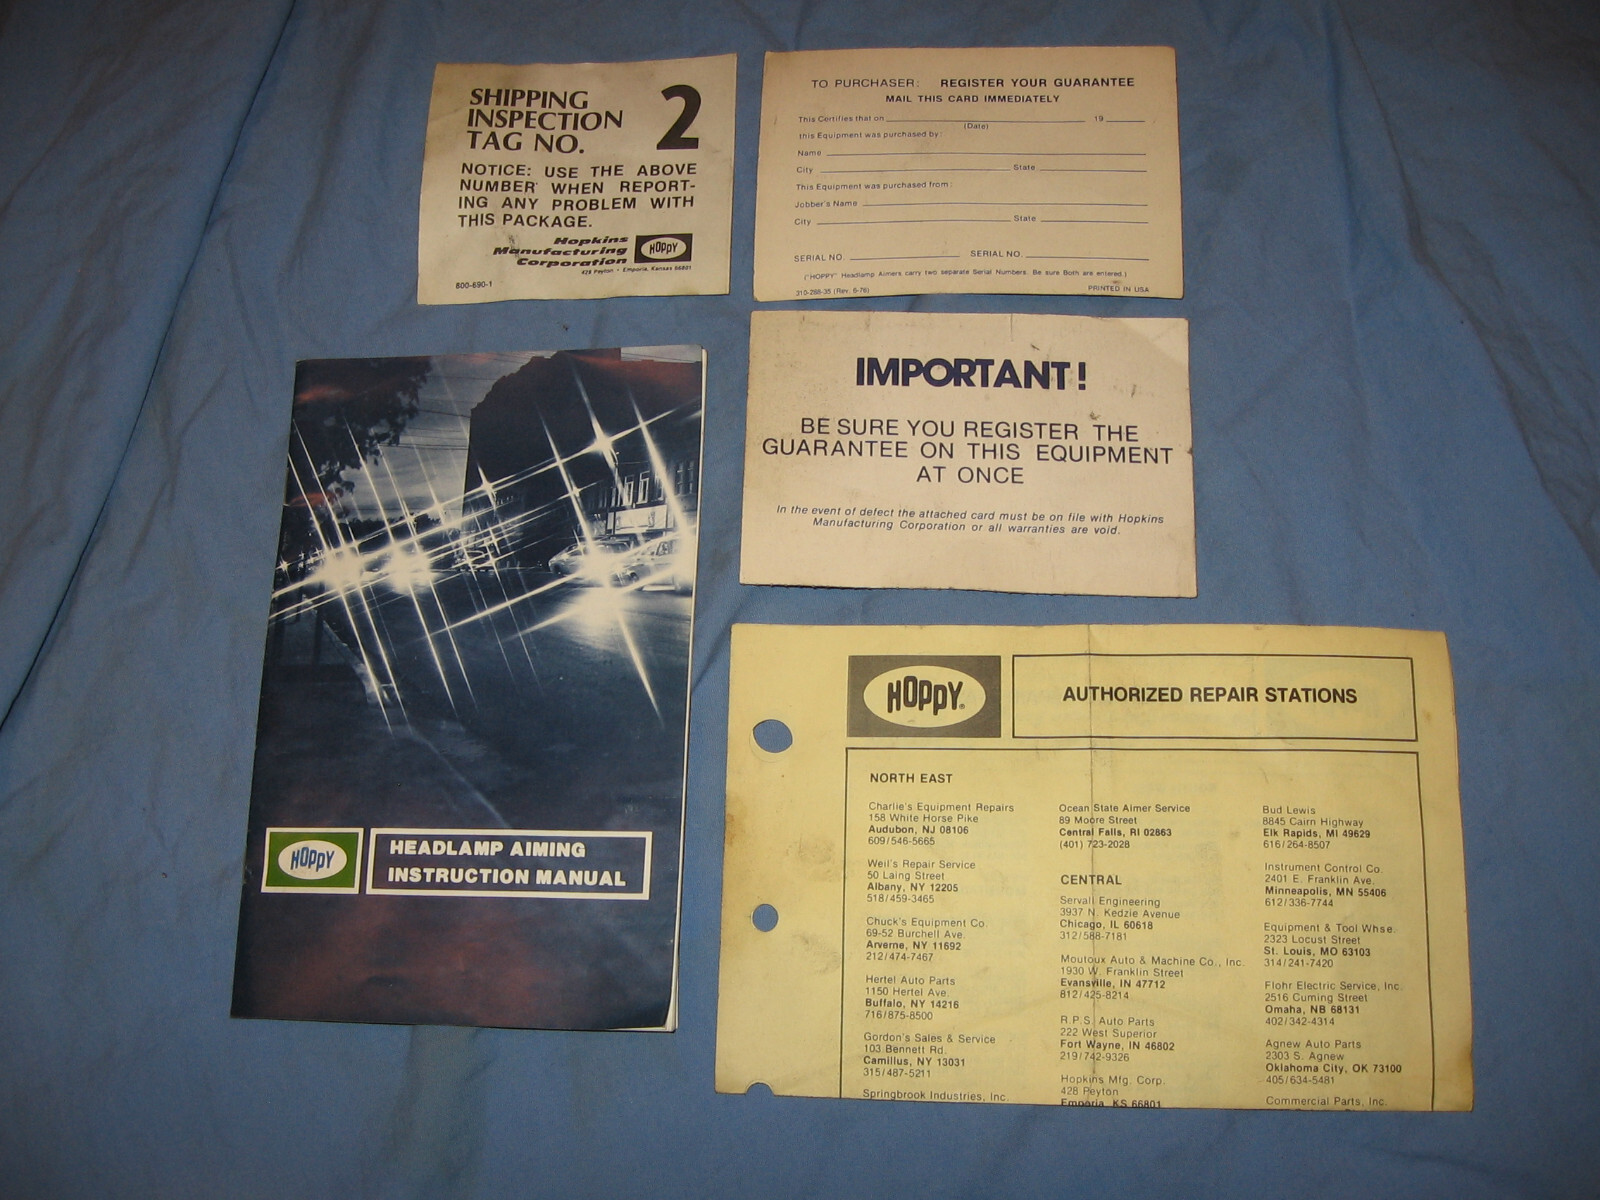 SHIPPING
INSPECTION
TAG NO.
2
NOTICE: USE THE ABOVE
NUMBER WHEN REPORT-
ING ANY PROBLEM WITH
THIS PACKAGE.
Hopkins
Manufacturing
Corporation
HOPPY
429 Peyton • Emporia, Kansas 66801
800-690-1
TO PURCHASER: REGISTER YOUR GUARANTEE
MAIL THIS CARD IMMEDIATELY
This Certifies that on 19
(Date)
this Equipment was purchased by:
Name
City State
This Equipment was purchased from:
Jobber's Name
City State
SERIAL NO. SERIAL NO.
("HOPPY" Headlamp Aimers carry two separate Serial Numbers. Be sure Both are entered.)
310-288-35 (Rev. 6-76) PRINTED IN USA
IMPORTANT!
BE SURE YOU REGISTER THE
GUARANTEE ON THIS EQUIPMENT
AT ONCE
In the event of defect the attached card must be on file with Hopkins
Manufacturing Corporation or all warranties are void.
HOPPY
HEADLAMP AIMING
INSTRUCTION MANUAL
HOPPY®
AUTHORIZED REPAIR STATIONS
NORTH EAST
Charlie's Equipment Repairs
158 White Horse Pike
Audubon, NJ 08106
609/546-5665
Weil's Repair Service
50 Laing Street
Albany, NY 12205
518/459-3465
Chuck's Equipment Co.
69-52 Burchell Ave.
Arverne, NY 11692
212/474-7467
Hertel Auto Parts
1150 Hertel Ave.
Buffalo, NY 14216
716/875-8500
Gordon's Sales & Service
103 Bennett Rd.
Camillus, NY 13031
315/487-5211
Springbrook Industries, Inc.
Ocean State Aimer Service
89 Moore Street
Central Falls, RI 02863
(401) 723-2028
CENTRAL
Servall Engineering
3937 N. Kedzie Avenue
Chicago, IL 60618
312/588-7181
Moutoux Auto & Machine Co., Inc.
1930 W. Franklin Street
Evansville, IN 47712
812/425-8214
R.P.S. Auto Parts
222 West Superior
Fort Wayne, IN 46802
219/742-9326
Hopkins Mfg. Corp.
428 Peyton
Emporia, KS 66801
Bud Lewis
8845 Cairn Highway
Elk Rapids, MI 49629
616/264-8507
Instrument Control Co.
2401 E. Franklin Ave.
Minneapolis, MN 55406
612/336-7744
Equipment & Tool Whse.
2323 Locust Street
St. Louis, MO 63103
314/241-7420
Flohr Electric Service, Inc.
2516 Cuming Street
Omaha, NB 68131
402/342-4314
Agnew Auto Parts
2303 S. Agnew
Oklahoma City, OK 73100
405/634-5481
Commercial Parts, Inc.